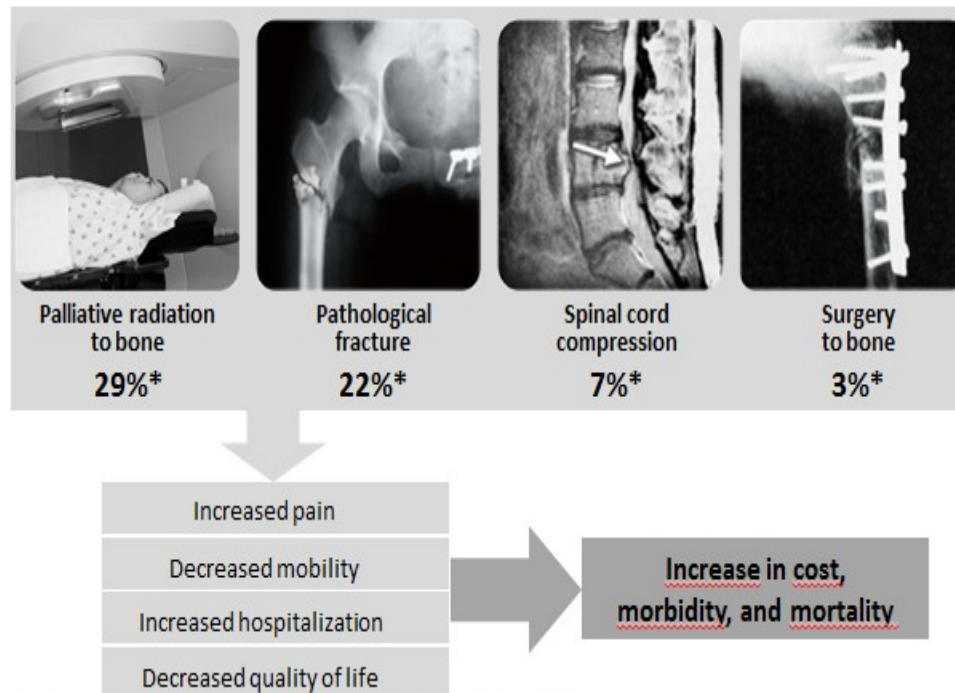 Palliative radiation
to bone
29%*
Pathological
fracture
22%*
Spinal cord
compression
7%*
Surgery
to bone
3%*
Increased pain
Decreased mobility
Increased hospitalization
Decreased quality of life
Increase in cost,
morbidity, and mortality